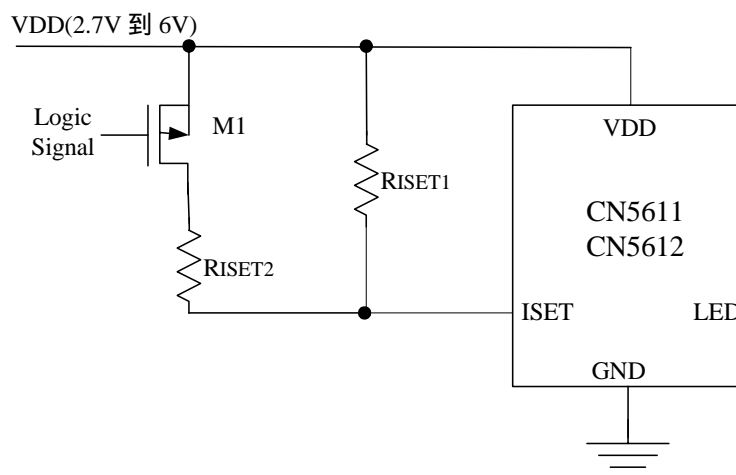 VDD(2.7V 到 6V)
Logic
Signal
M1
RISET1
RISET2
VDD
CN5611
CN5612
ISET
LED
GND